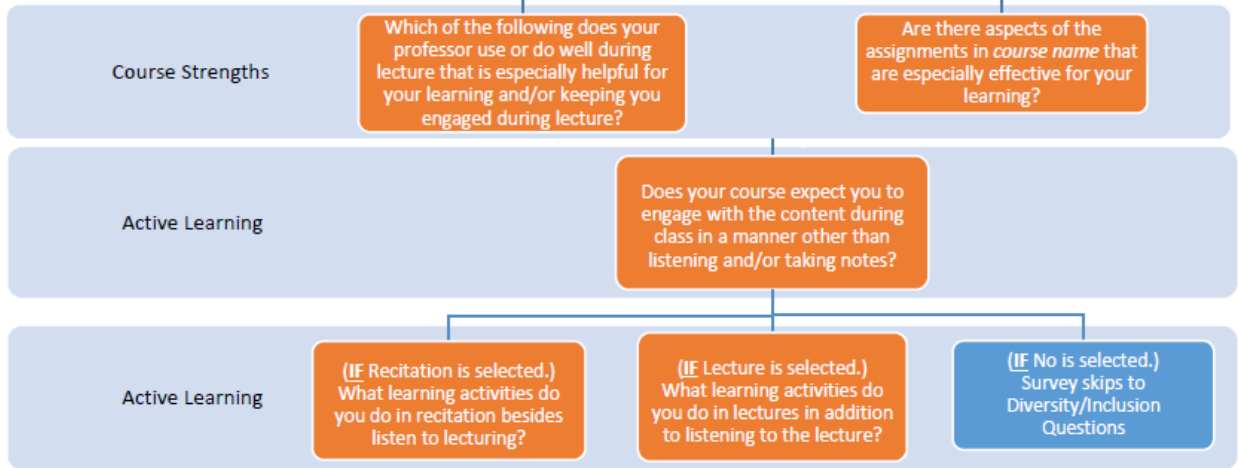 Course Strengths
Which of the following does your
professor use or do well during
lecture that is especially helpful for
your learning and/or keeping you
engaged during lecture?
Are there aspects of the
assignments in course name that
are especially effective for your
learning?
Active Learning
Does your course expect you to
engage with the content during
class in a manner other than
listening and/or taking notes?
Active Learning
(IF Recitation is selected.)
What learning activities do
you do in recitation besides
listen to lecturing?
(IF Lecture is selected.)
What learning activities do
you do in lectures in addition
to listening to the lecture?
(IF No is selected.)
Survey skips to
Diversity/Inclusion
Questions